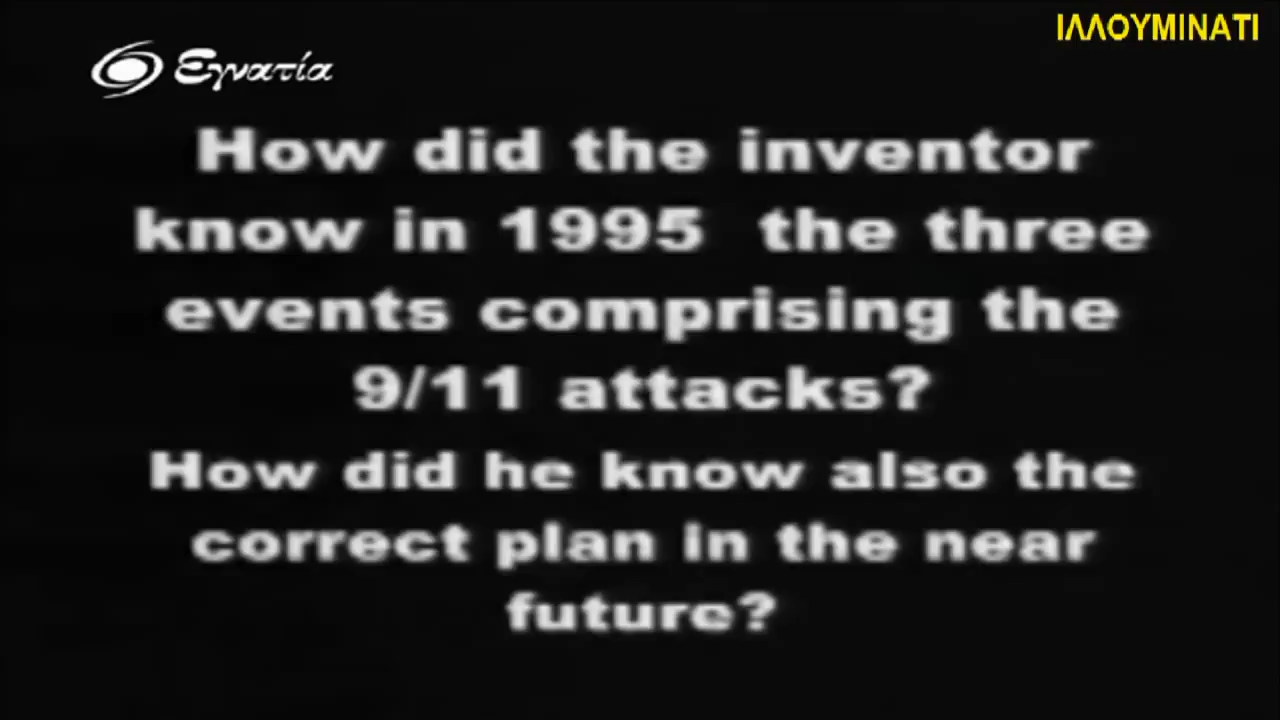 ΙΛΛΟΥΜΙΝΑΤΙ
Εγνατία
How did the inventor
know in 1995 the three
events comprising the
9/11 attacks?
How did he know also the
correct plan in the near
future?